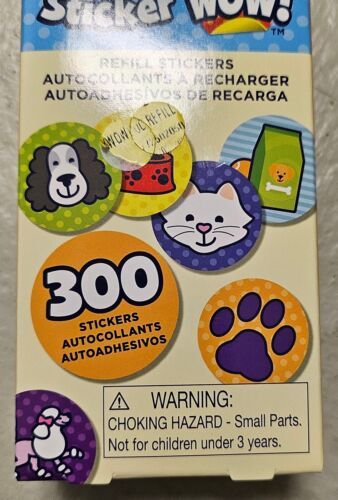 Sticker WOW!™
REFILL STICKERS
AUTOCOLLANTS À RECHARGER
AUTOADHESIVOS DE RECARGA
300
STICKERS
AUTOCOLLANTS
AUTOADHESIVOS
⚠ WARNING:
CHOKING HAZARD - Small Parts.
Not for children under 3 years.